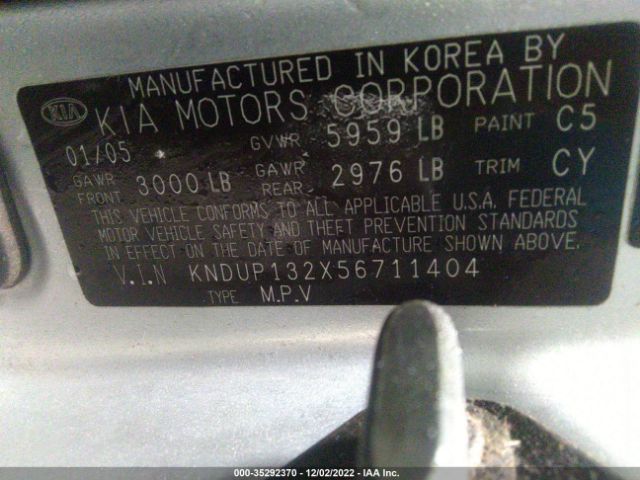 MANUFACTURED IN KOREA BY
KIA KIA MOTORS CORPORATION
01/05 GVWR 5959 LB PAINT C5
GAWR FRONT 3000 LB GAWR REAR: 2976 LB TRIM CY
THIS VEHICLE CONFORMS TO ALL APPLICABLE U.S.A. FEDERAL
MOTOR VEHICLE SAFETY AND THEFT PREVENTION STANDARDS
IN EFFECT ON THE DATE OF MANUFACTURE SHOWN ABOVE.
V.I.N KNDUP132X56711404
TYPE M.P.V
000-35292370 - 12/02/2022 - IAA Inc.